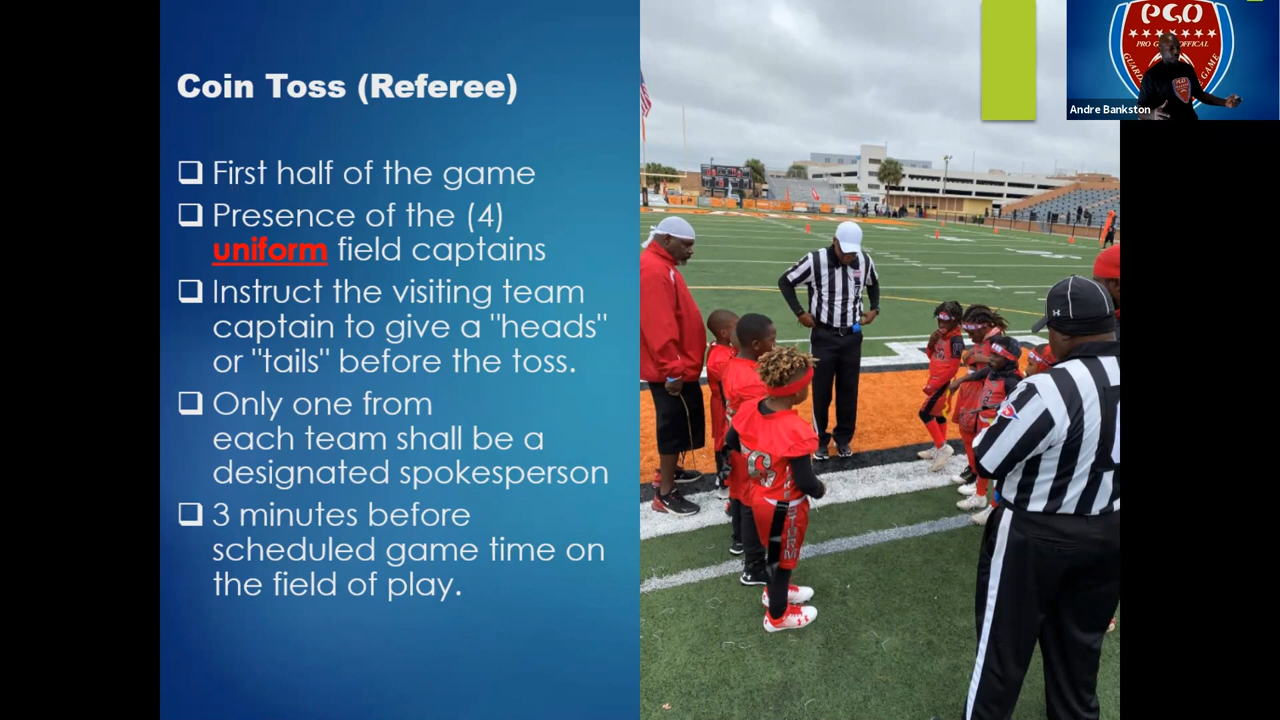 Coin Toss (Referee)
❑ First half of the game
❑ Presence of the (4)
uniform field captains
❑ Instruct the visiting team
captain to give a "heads"
or "tails" before the toss.
❑ Only one from
each team shall be a
designated spokesperson
❑ 3 minutes before
scheduled game time on
the field of play.
PGO
Andre Bankston